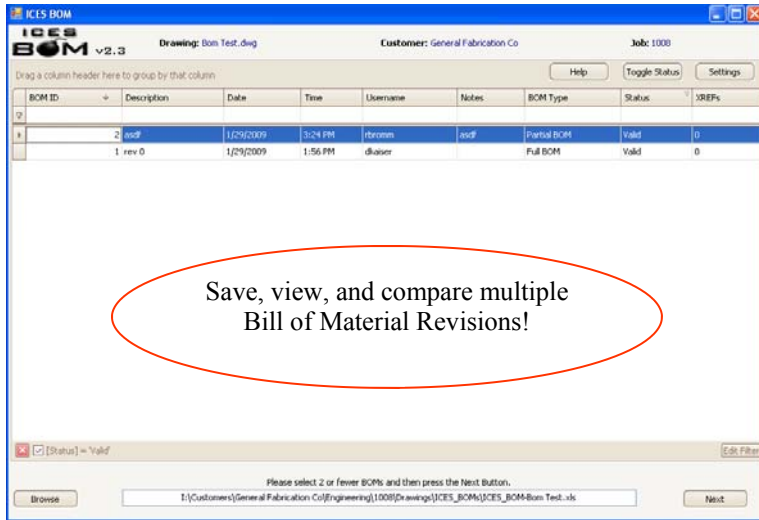 ICES BOM
ICES
BOM v2.3
Drawing: Bom Test.dwg Customer: General Fabrication Co Job: 1008
Drag a column header here to group by that column Help Toggle Status Settings
BOM ID Description Date Time Username Notes BOM Type Status XREFs
2 asdf 1/29/2009 3:24 PM rbromm asdf Partial BOM Valid 0
1 rev 0 1/29/2009 1:56 PM dkaiser Full BOM Valid 0
Save, view, and compare multiple
Bill of Material Revisions!
[Status] = 'Valid' Edit Filter
Please select 2 or fewer BOMs and then press the Next Button.
Browse I:\Customers\General Fabrication Co\Engineering\1008\Drawings\ICES_BOMs\ICES_BOM-Bom Test..xls Next